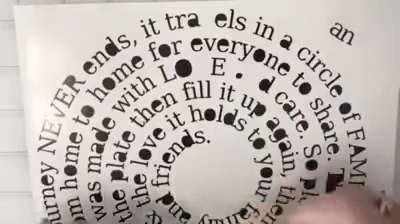 an
urney NEVER ends, it tra els in a circle of FAM
m home to home for everyone to share.
was made with LO E. d care. So
the plate then fill it up again, the
the love it holds to your family
& friends.
and